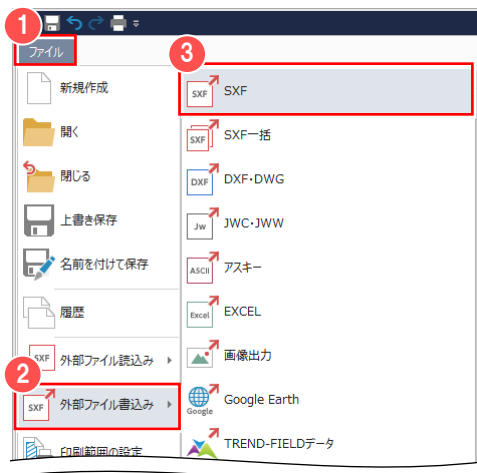 1
ファイル
3
新規作成
SXF
SXF
開く
SXF
SXF一括
閉じる
DXF
DXF・DWG
上書き保存
Jw
JWC・JWW
名前を付けて保存
ASCII
アスキー
履歴
Excel
EXCEL
SXF
外部ファイル読込み
画像出力
2
SXF
外部ファイル書込み
Google
Google Earth
印刷範囲の設定
TREND-FIELDデータ